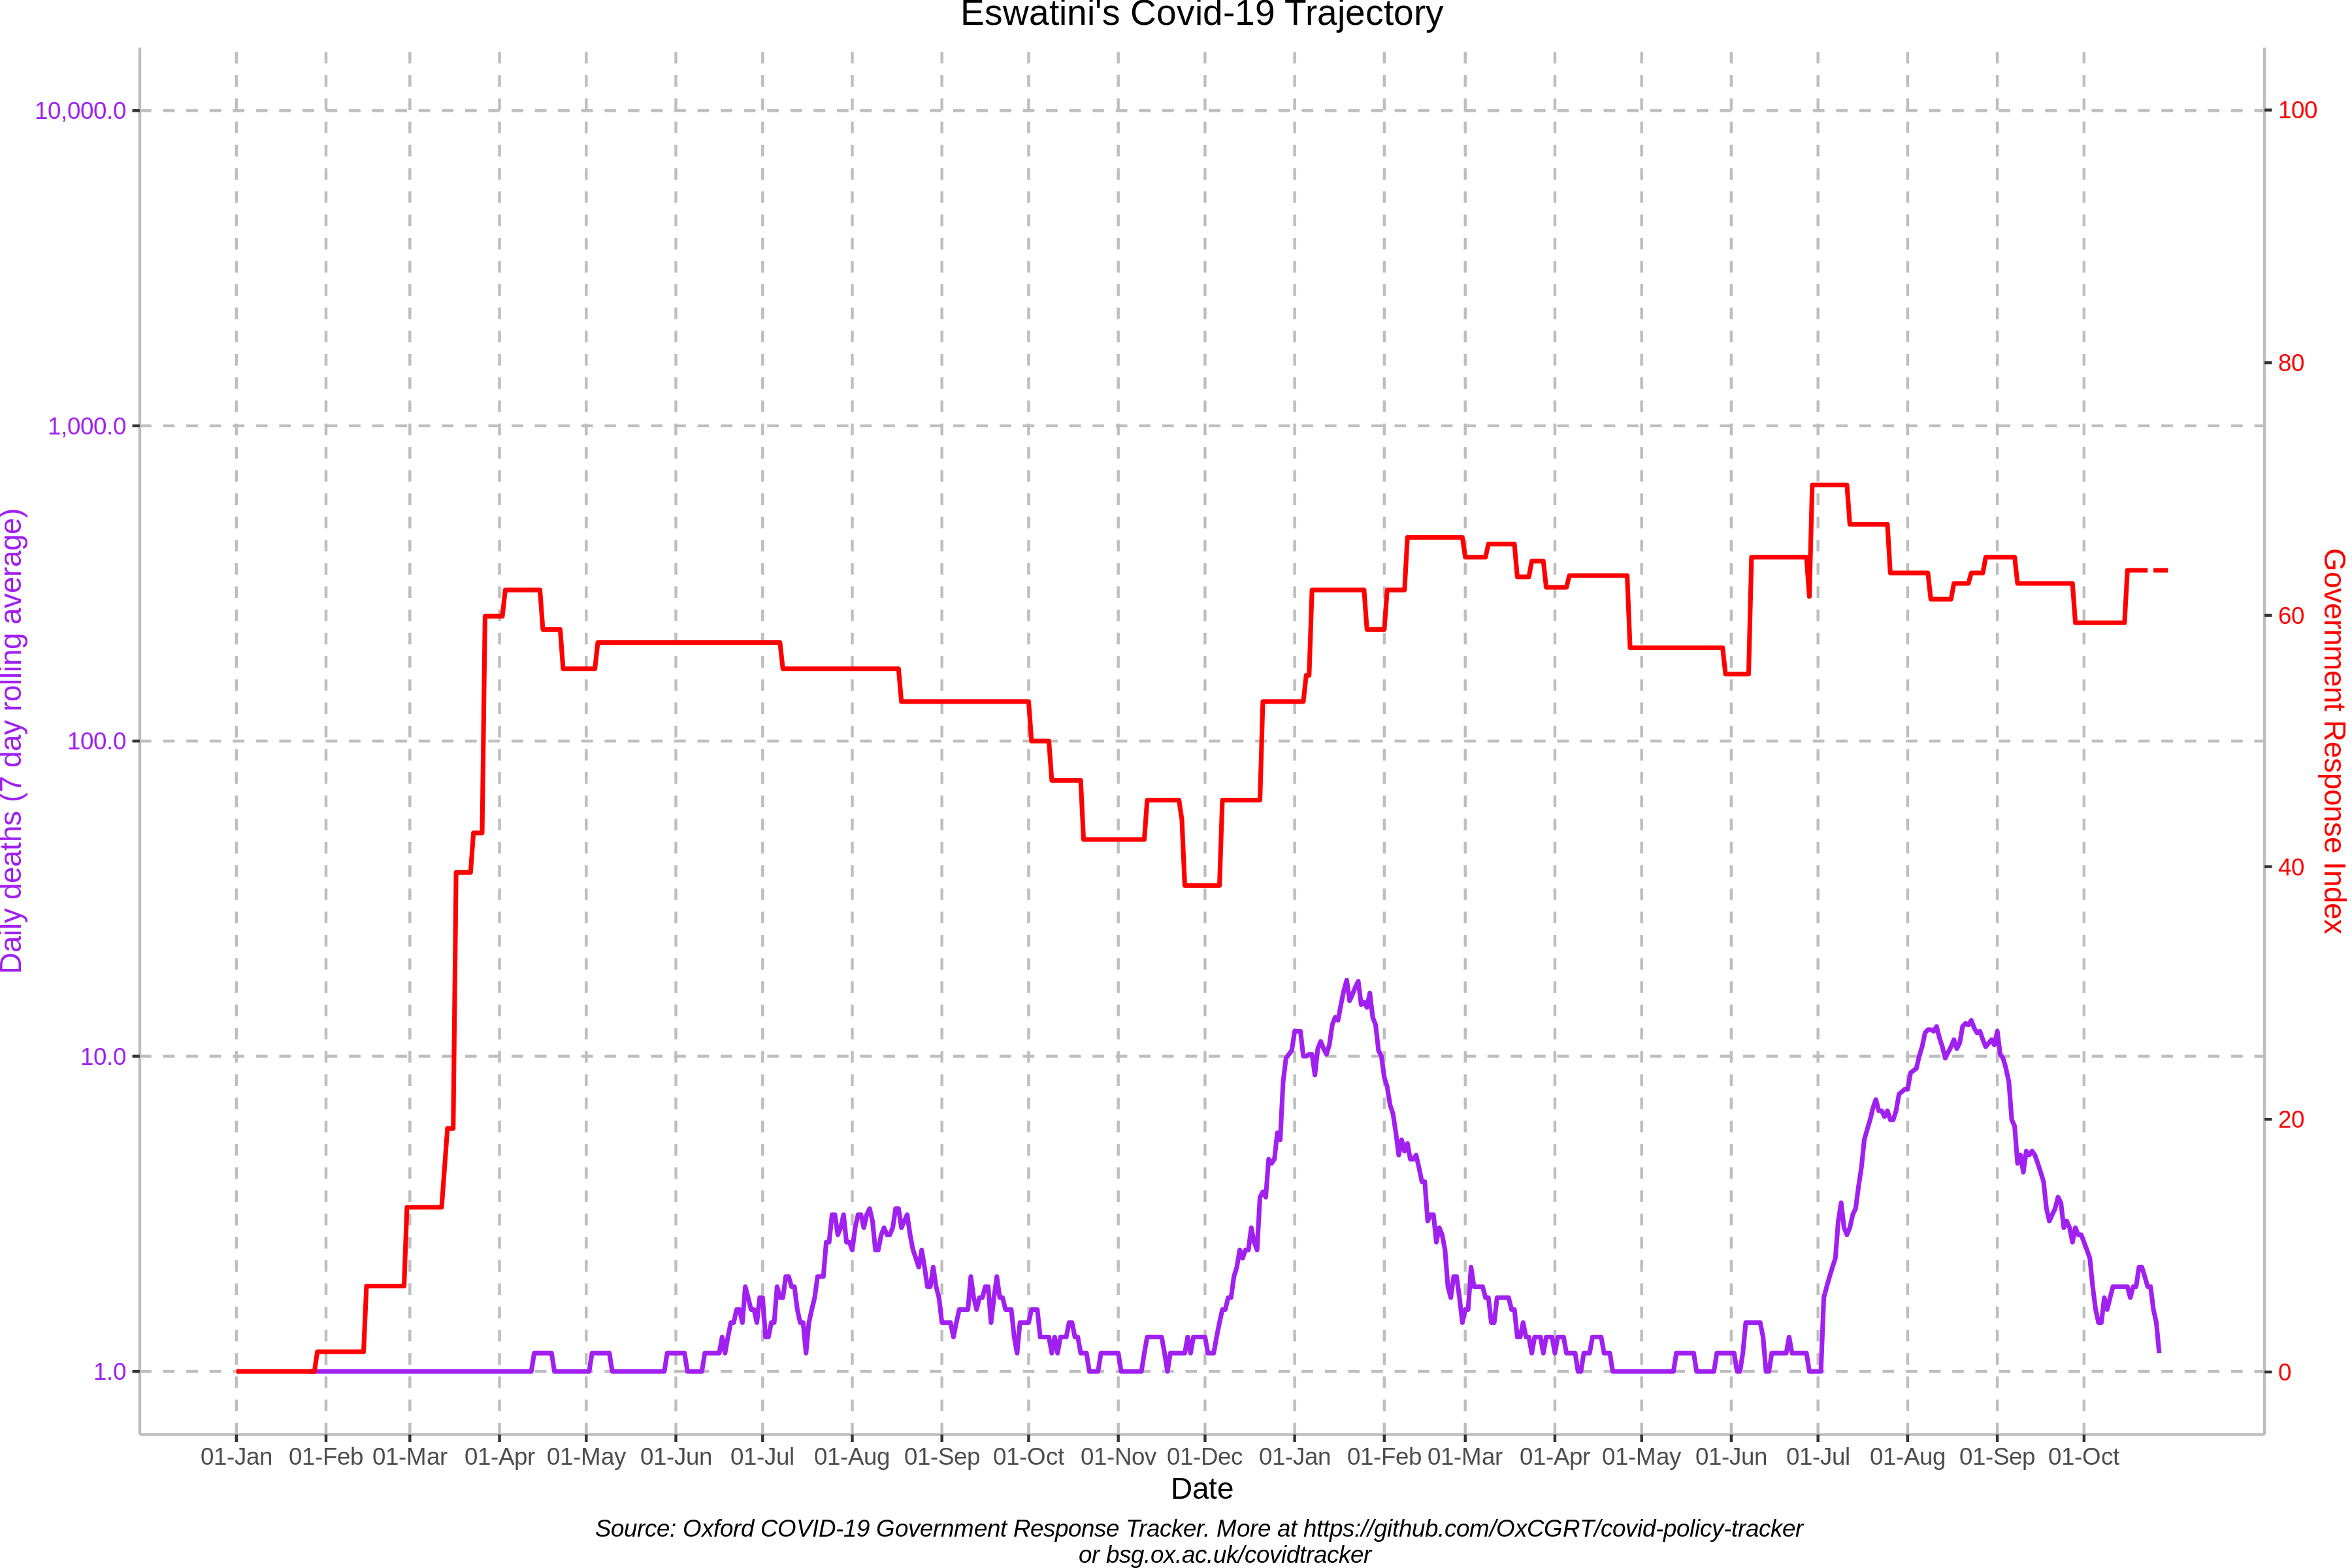 Eswatini's Covid-19 Trajectory
10,000.0
1,000.0
100.0
10.0
1.0
Daily deaths (7 day rolling average)
100
80
60
40
20
0
Government Response Index
01-Jan 01-Feb 01-Mar 01-Apr 01-May 01-Jun 01-Jul 01-Aug 01-Sep 01-Oct 01-Nov 01-Dec 01-Jan 01-Feb 01-Mar 01-Apr 01-May 01-Jun 01-Jul 01-Aug 01-Sep 01-Oct
Date
Source: Oxford COVID-19 Government Response Tracker. More at https://github.com/OxCGRT/covid-policy-tracker
or bsg.ox.ac.uk/covidtracker